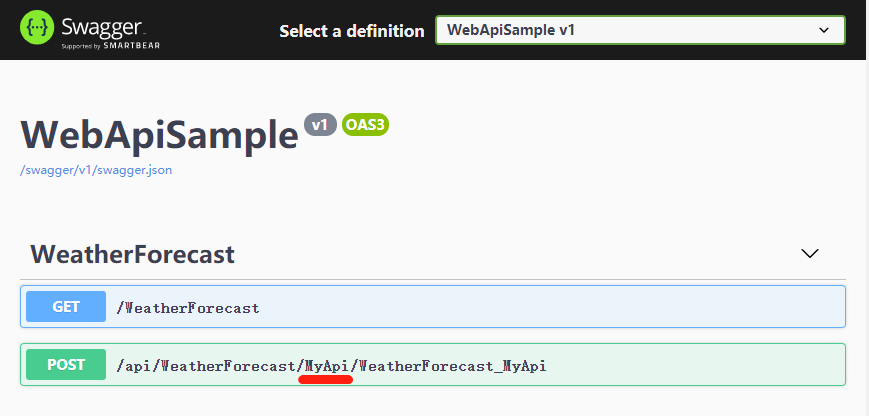 Swagger
Supported by SMARTBEAR
Select a definition
WebApiSample v1
WebApiSample v1 OAS3
/swagger/v1/swagger.json
WeatherForecast
GET /WeatherForecast
POST /api/WeatherForecast/MyApi/WeatherForecast_MyApi